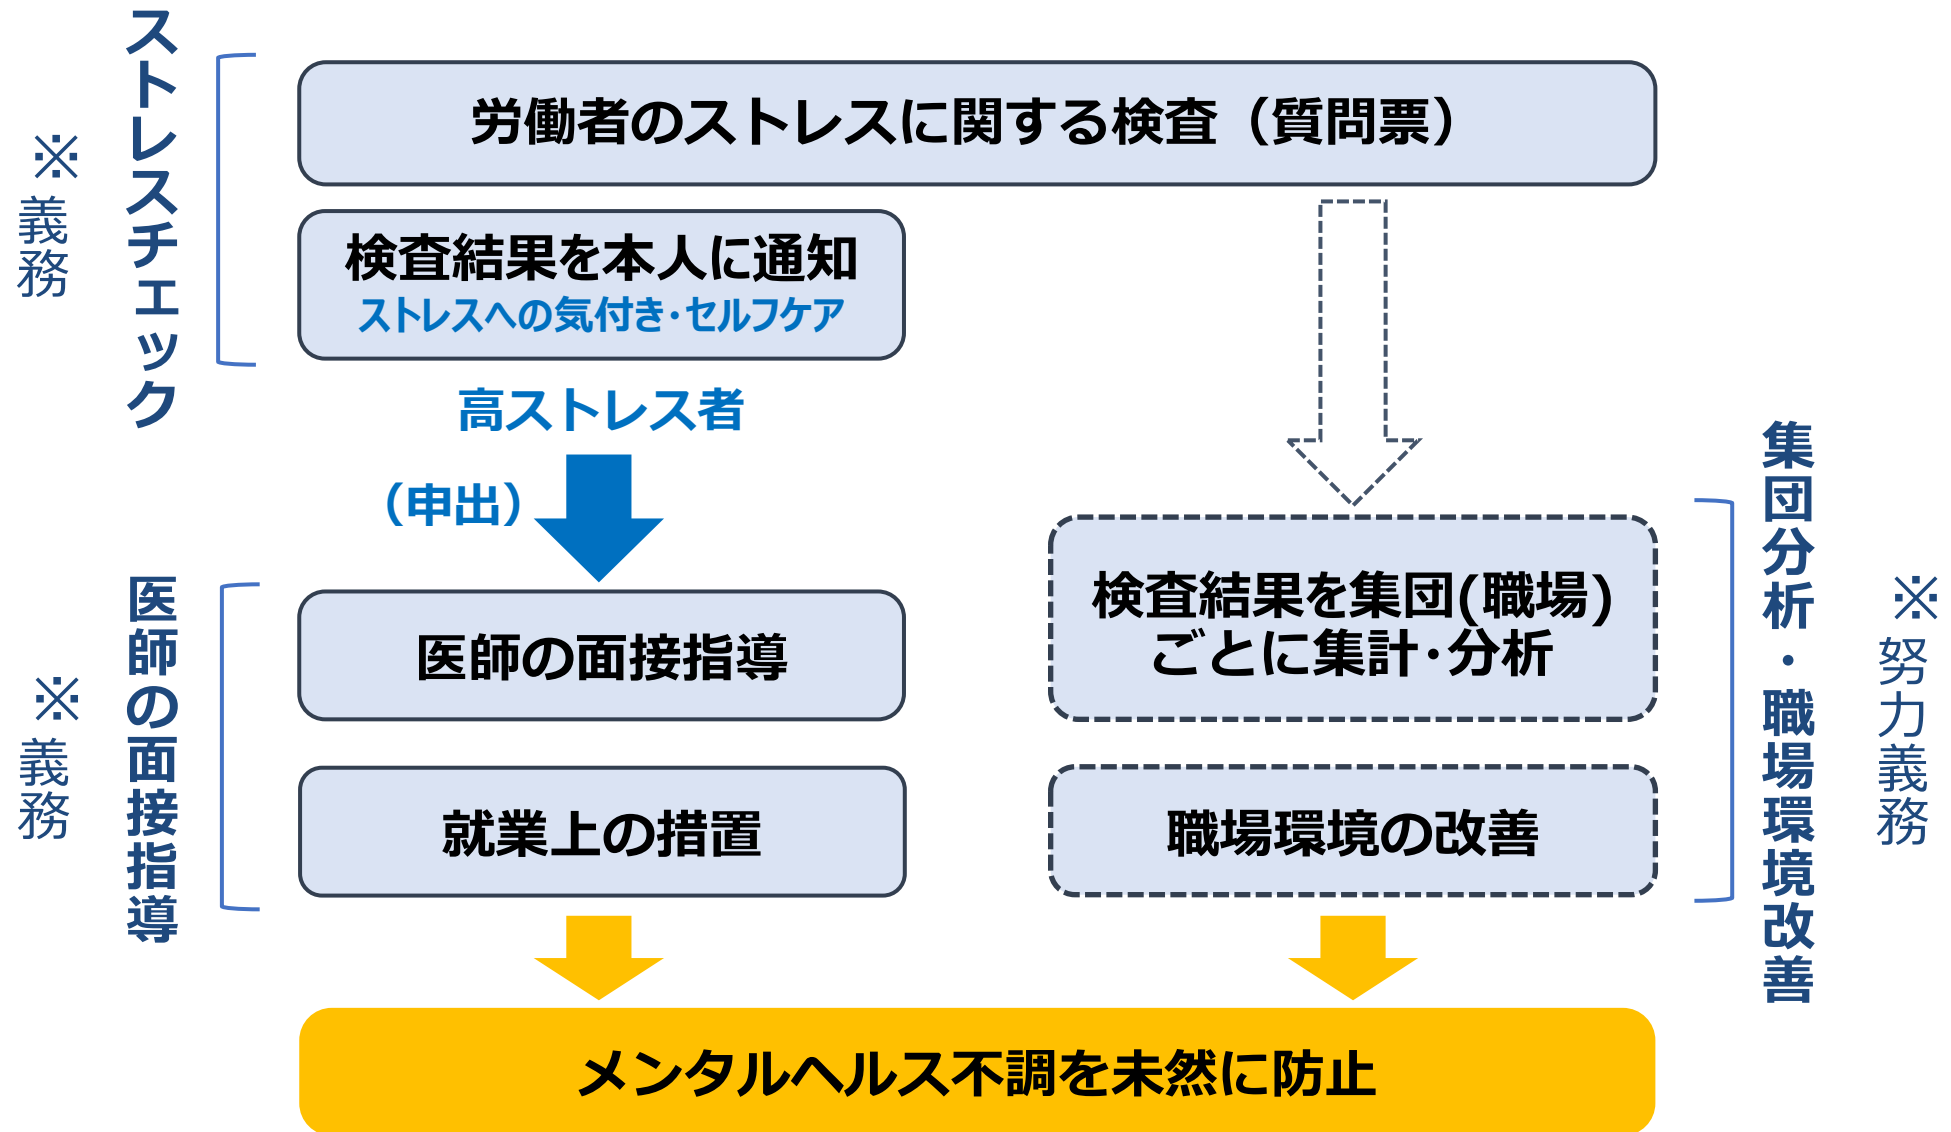 ストレスチェック
※義務
労働者のストレスに関する検査（質問票）
検査結果を本人に通知
ストレスへの気付き・セルフケア
高ストレス者
（申出）
医師の面接指導
※義務
医師の面接指導
就業上の措置
検査結果を集団(職場)
ごとに集計・分析
職場環境の改善
集団分析・職場環境改善
※努力義務
メンタルヘルス不調を未然に防止